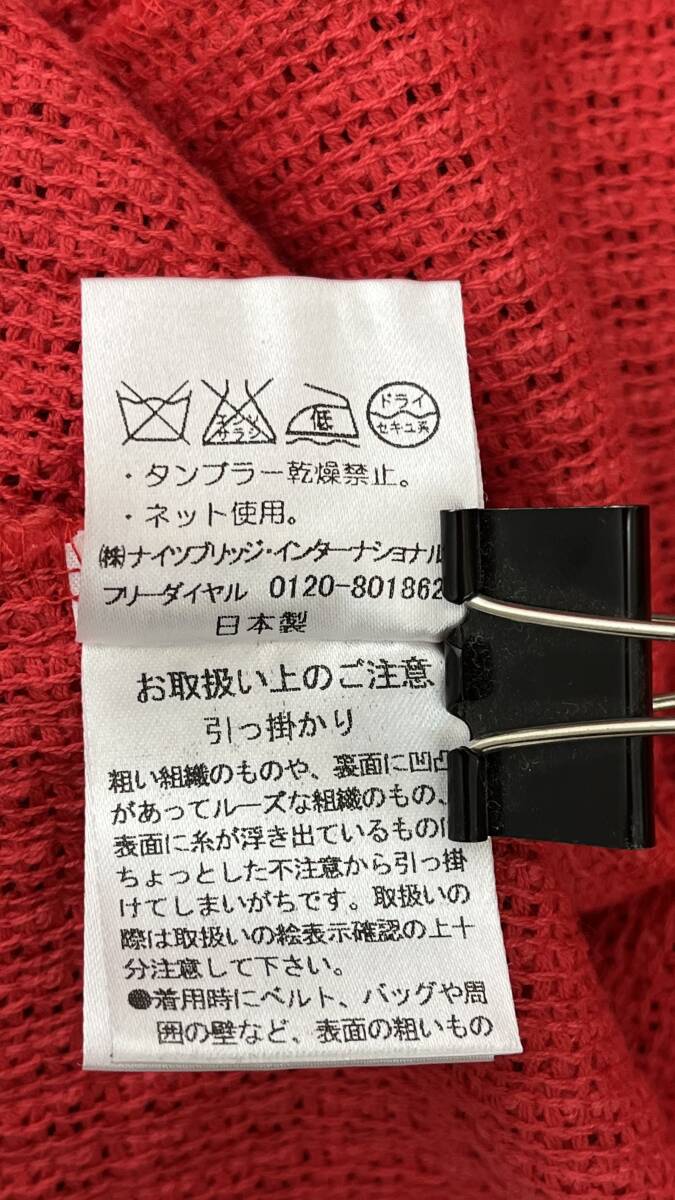 エンソ
サラシ
低
ドライ
セキユ系
・タンブラー乾燥禁止。
・ネット使用。
㈱ナイツブリッジ・インターナショナル
フリーダイヤル 0120-801862
日本製
お取扱い上のご注意
引っ掛かり
粗い組織のものや、裏面に凹凸
があってルーズな組織のもの、
表面に糸が浮き出ているものは
ちょっとした不注意から引っ掛
けてしまいがちです。取扱いの
際は取扱いの絵表示確認の上十
分注意して下さい。
●着用時にベルト、バッグや周
囲の壁など、表面の粗いもの